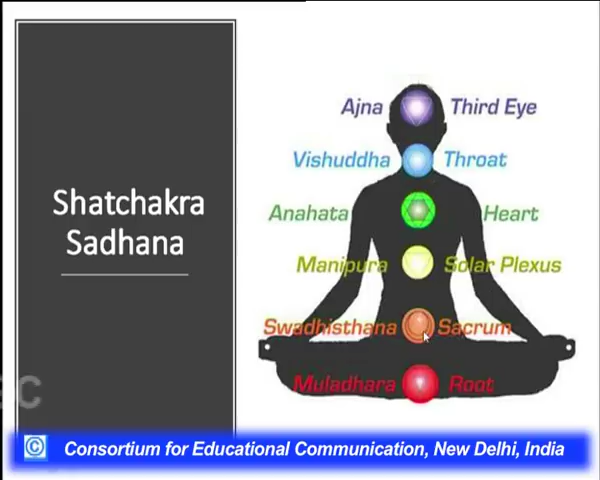 Shatchakra
Sadhana
Ajna Third Eye
Vishuddha Throat
Anahata Heart
Manipura Solar Plexus
Swadhisthana Sacrum
Muladhara Root
© Consortium for Educational Communication, New Delhi, India